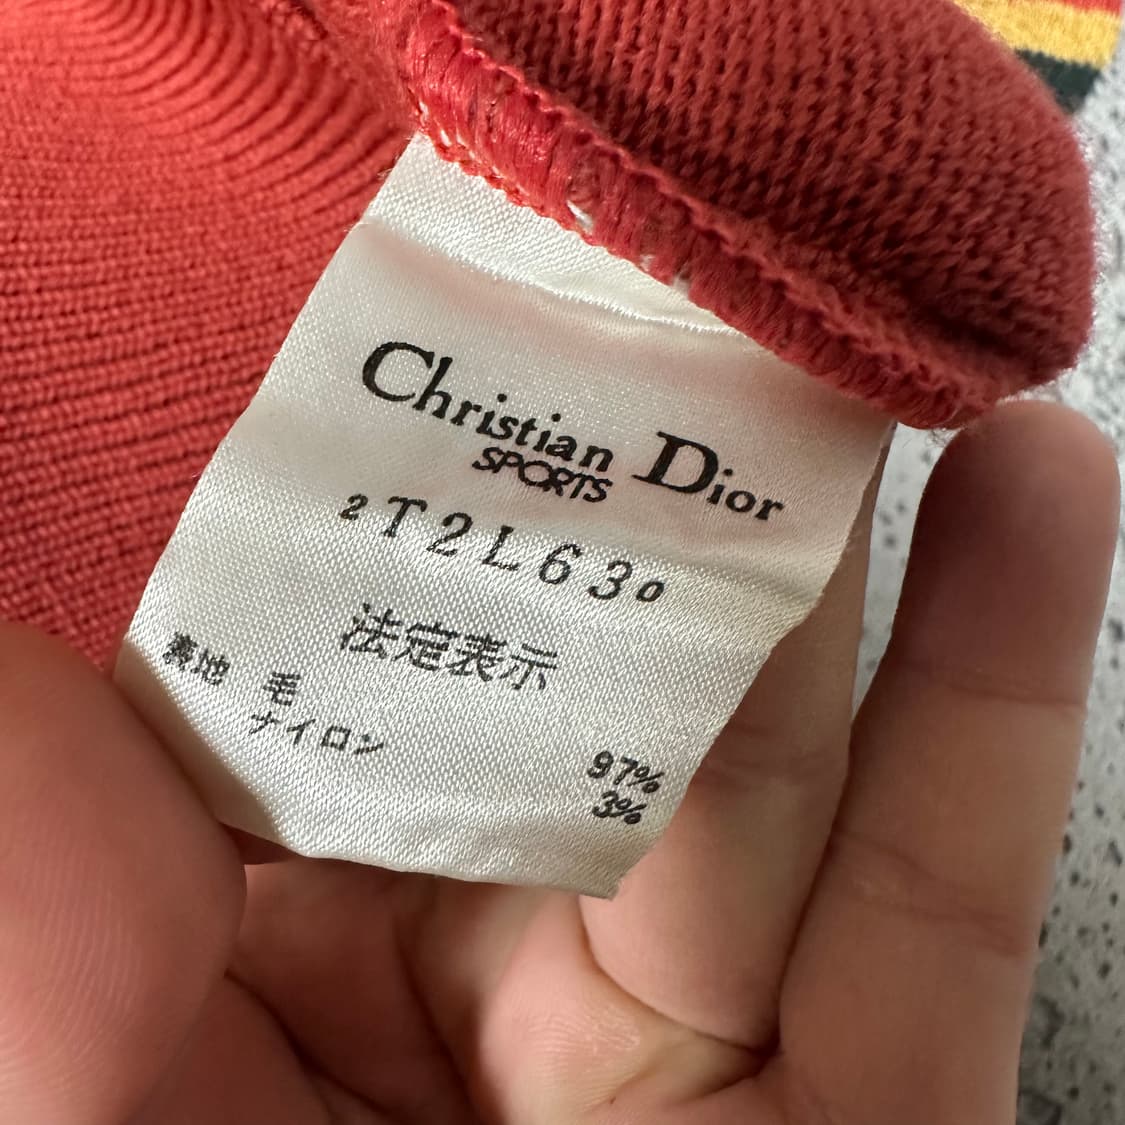 Christian Dior
SPORTS
2T2L630
法定表示
表地 毛 97%
ナイロン 3%